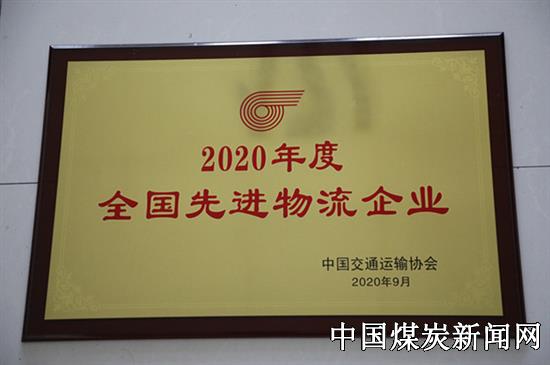 2020年度
全国先进物流企业
中国交通运输协会
2020年9月
中国煤炭新闻网